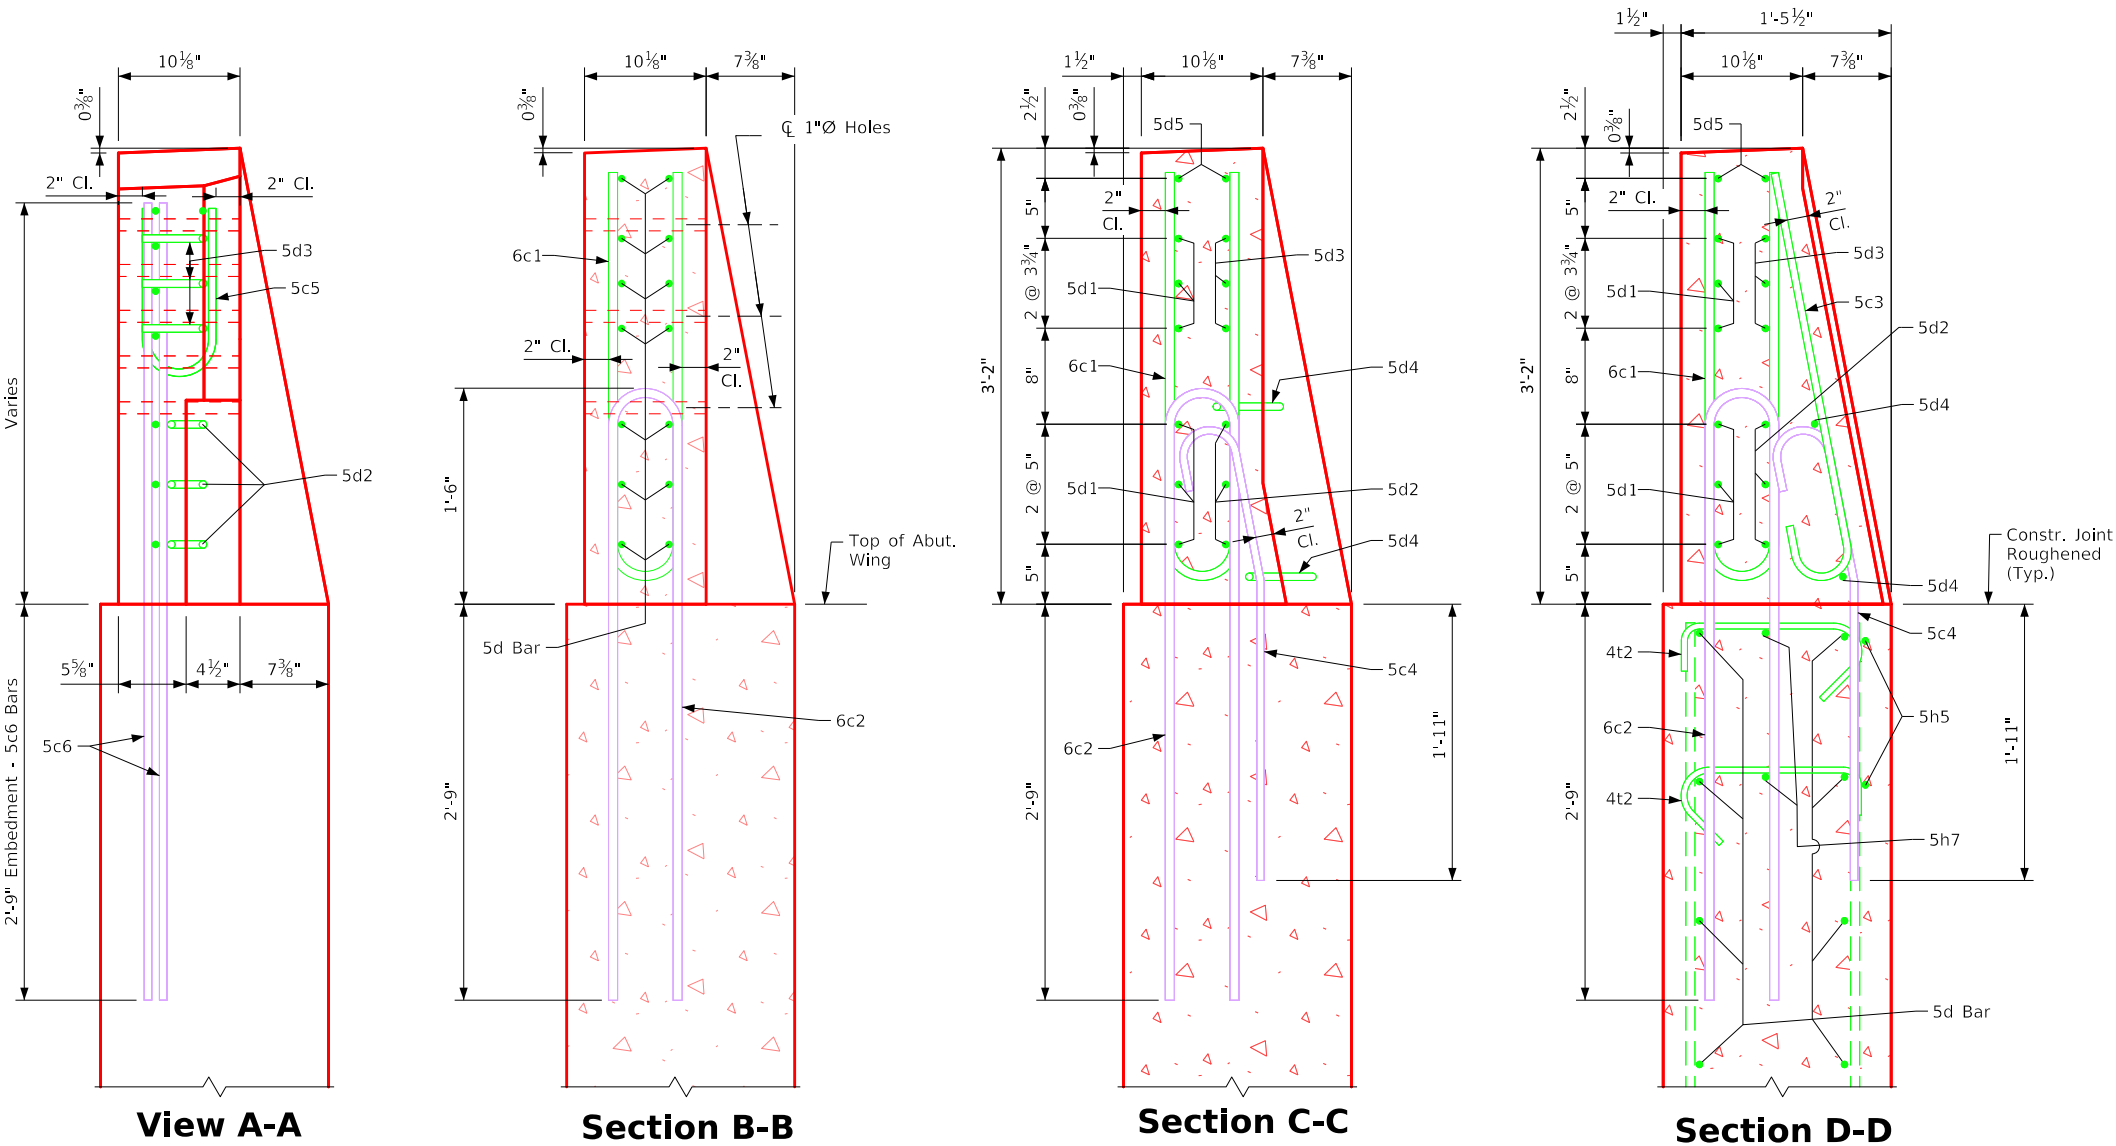 10⅛"
0⅜"
2" Cl.
2" Cl.
5d3
5c5
Varies
5d2
5⅝"
4½"
7⅜"
5c6
2'-9" Embedment - 5c6 Bars
View A-A
10⅛"
7⅜"
0⅜"
℄ 1"Ø Holes
6c1
2" Cl.
2"
Cl.
1'-6"
Top of Abut.
Wing
5d Bar
6c2
2'-9"
Section B-B
1½"
10⅛"
7⅜"
2½"
0⅜"
5d5
2"
Cl.
5"
5d3
2 @ 3¾"
5d1
3'-2"
8"
6c1
5d4
2 @ 5"
5d1
5d2
2"
Cl.
5d4
5"
5c4
6c2
1'-11"
2'-9"
Section C-C
1½"
1'-5½"
10⅛"
7⅜"
2½"
0⅜"
5d5
2" Cl.
2"
Cl.
5"
5d3
2 @ 3¾"
5d1
5c3
5d2
3'-2"
8"
6c1
5d4
2 @ 5"
5d1
Constr. Joint
Roughened
(Typ.)
5"
5d4
5c4
4t2
5h5
6c2
1'-11"
4t2
2'-9"
5h7
5d Bar
Section D-D